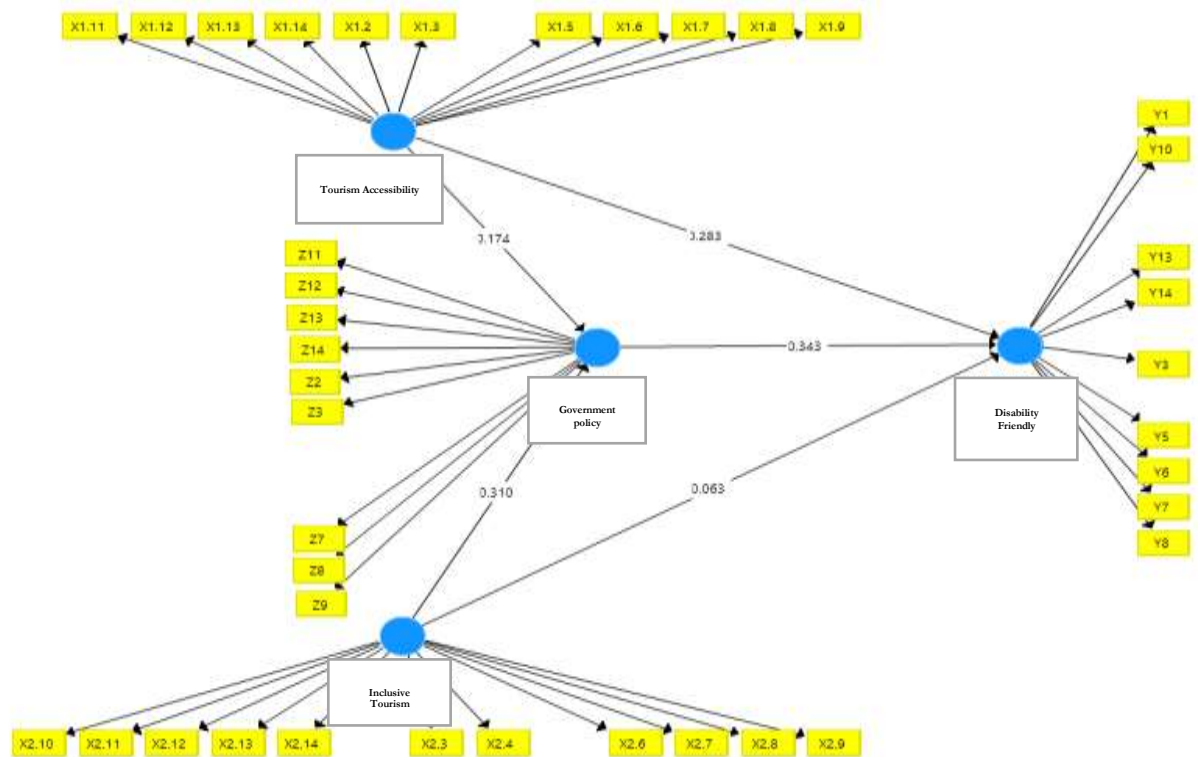 X1.11 X1.12 X1.13 X1.14 X1.2 X1.3 X1.5 X1.6 X1.7 X1.8 X1.9
Tourism Accessibility
Y1
Y10
0.174
0.283
Z11
Z12
Z13
Z14
Z2
Z3
Y13
Y14
0.343
Y3
Government
policy
Disability
Friendly
Y5
Y6
Y7
Y8
0.310
0.063
Z7
Z8
Z9
Inclusive
Tourism
X2.10 X2.11 X2.12 X2.13 X2.14 X2.3 X2.4 X2.6 X2.7 X2.8 X2.9